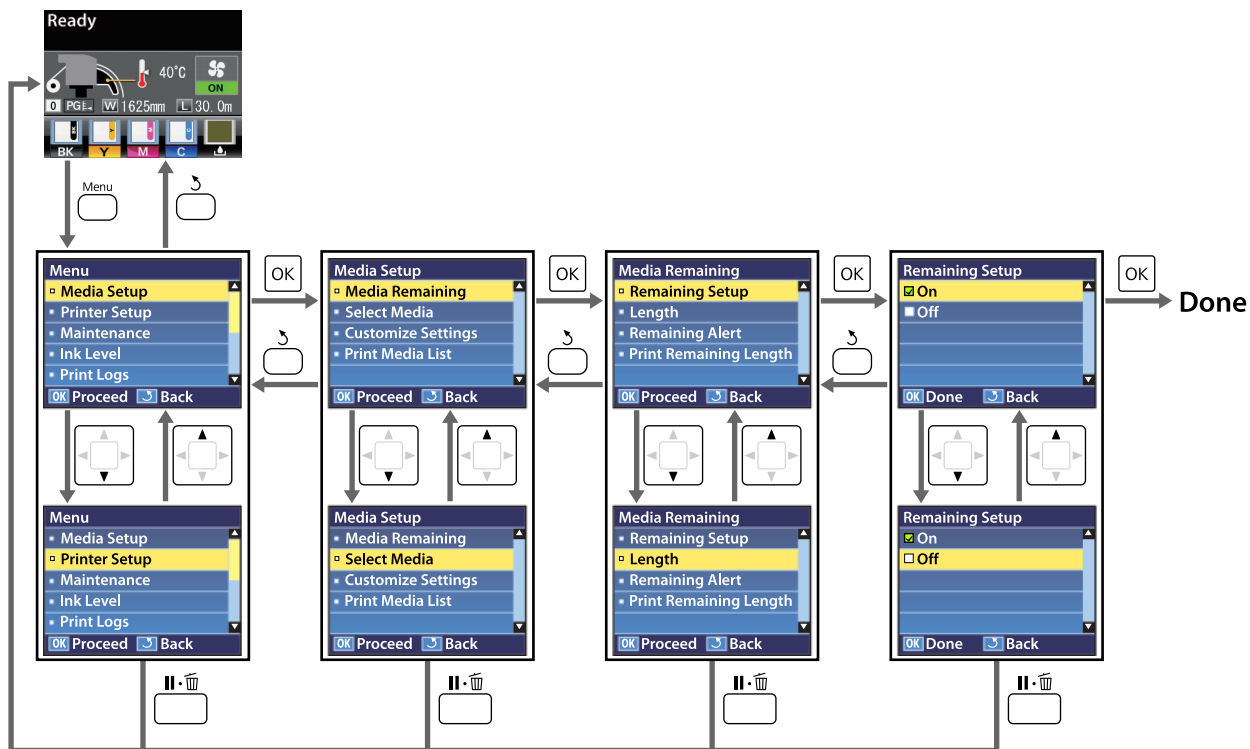 Ready
40°C
ON
0 PG W 1625mm L 30.0m
BK Y M C
Menu
Menu
Media Setup
Printer Setup
Maintenance
Ink Level
Print Logs
OK Proceed Back
OK
Media Setup
Media Remaining
Select Media
Customize Settings
Print Media List
OK Proceed Back
OK
Media Remaining
Remaining Setup
Length
Remaining Alert
Print Remaining Length
OK Proceed Back
OK
Remaining Setup
On
Off
OK Done Back
OK
Done
Menu
Media Setup
Printer Setup
Maintenance
Ink Level
Print Logs
OK Proceed Back
Media Setup
Media Remaining
Select Media
Customize Settings
Print Media List
OK Proceed Back
Media Remaining
Remaining Setup
Length
Remaining Alert
Print Remaining Length
OK Proceed Back
Remaining Setup
On
Off
OK Done Back